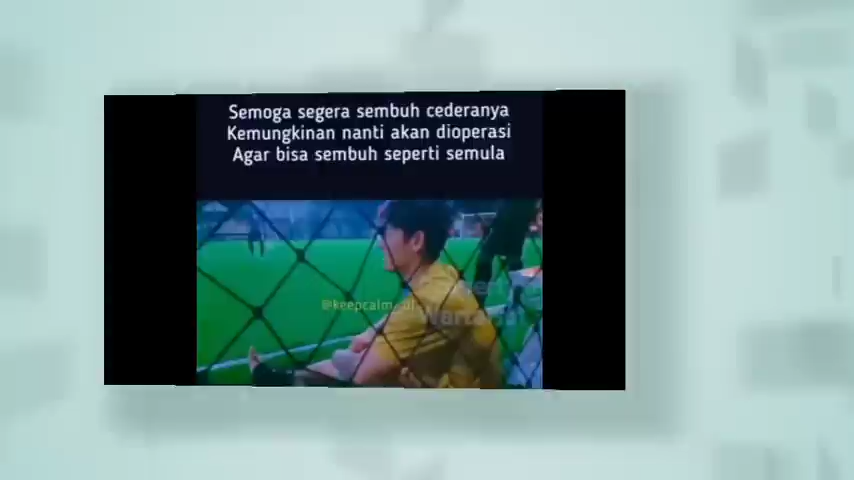 Semoga segera sembuh cederanya
Kemungkinan nanti akan dioperasi
Agar bisa sembuh seperti semula